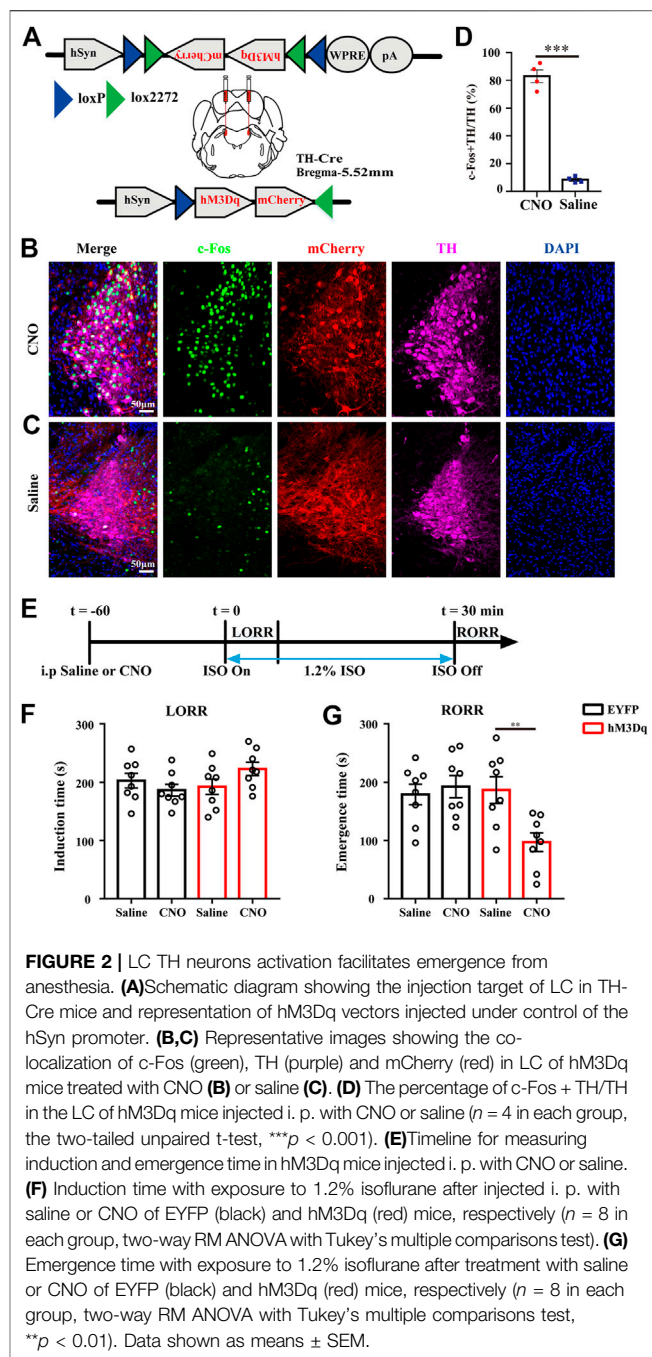 A
hSyn
mCherry
hM3Dq
WPRE
pA
loxP
lox2272
TH-Cre
Bregma-5.52mm
hSyn
hM3Dq
mCherry
D
***
c-Fos+TH/TH (%)
100
80
60
40
20
0
CNO
Saline
B
Merge
c-Fos
mCherry
TH
DAPI
CNO
50μm
C
Saline
50μm
E
t = -60
t = 0
t = 30 min
LORR
RORR
i.p Saline or CNO
ISO On
1.2% ISO
ISO Off
F
LORR
Induction time (s)
300
200
100
0
Saline
CNO
Saline
CNO
G
RORR
EYFP
hM3Dq
**
Emergence time (s)
300
200
100
0
Saline
CNO
Saline
CNO
FIGURE 2 | LC TH neurons activation facilitates emergence from
anesthesia. (A)Schematic diagram showing the injection target of LC in TH-
Cre mice and representation of hM3Dq vectors injected under control of the
hSyn promoter. (B,C) Representative images showing the co-
localization of c-Fos (green), TH (purple) and mCherry (red) in LC of hM3Dq
mice treated with CNO (B) or saline (C). (D) The percentage of c-Fos + TH/TH
in the LC of hM3Dq mice injected i. p. with CNO or saline (n = 4 in each group,
the two-tailed unpaired t-test, ***p < 0.001). (E)Timeline for measuring
induction and emergence time in hM3Dq mice injected i. p. with CNO or saline.
(F) Induction time with exposure to 1.2% isoflurane after injected i. p. with
saline or CNO of EYFP (black) and hM3Dq (red) mice, respectively (n = 8 in
each group, two-way RM ANOVA with Tukey's multiple comparisons test). (G)
Emergence time with exposure to 1.2% isoflurane after treatment with saline
or CNO of EYFP (black) and hM3Dq (red) mice, respectively (n = 8 in each
group, two-way RM ANOVA with Tukey's multiple comparisons test,
**p < 0.01). Data shown as means ± SEM.